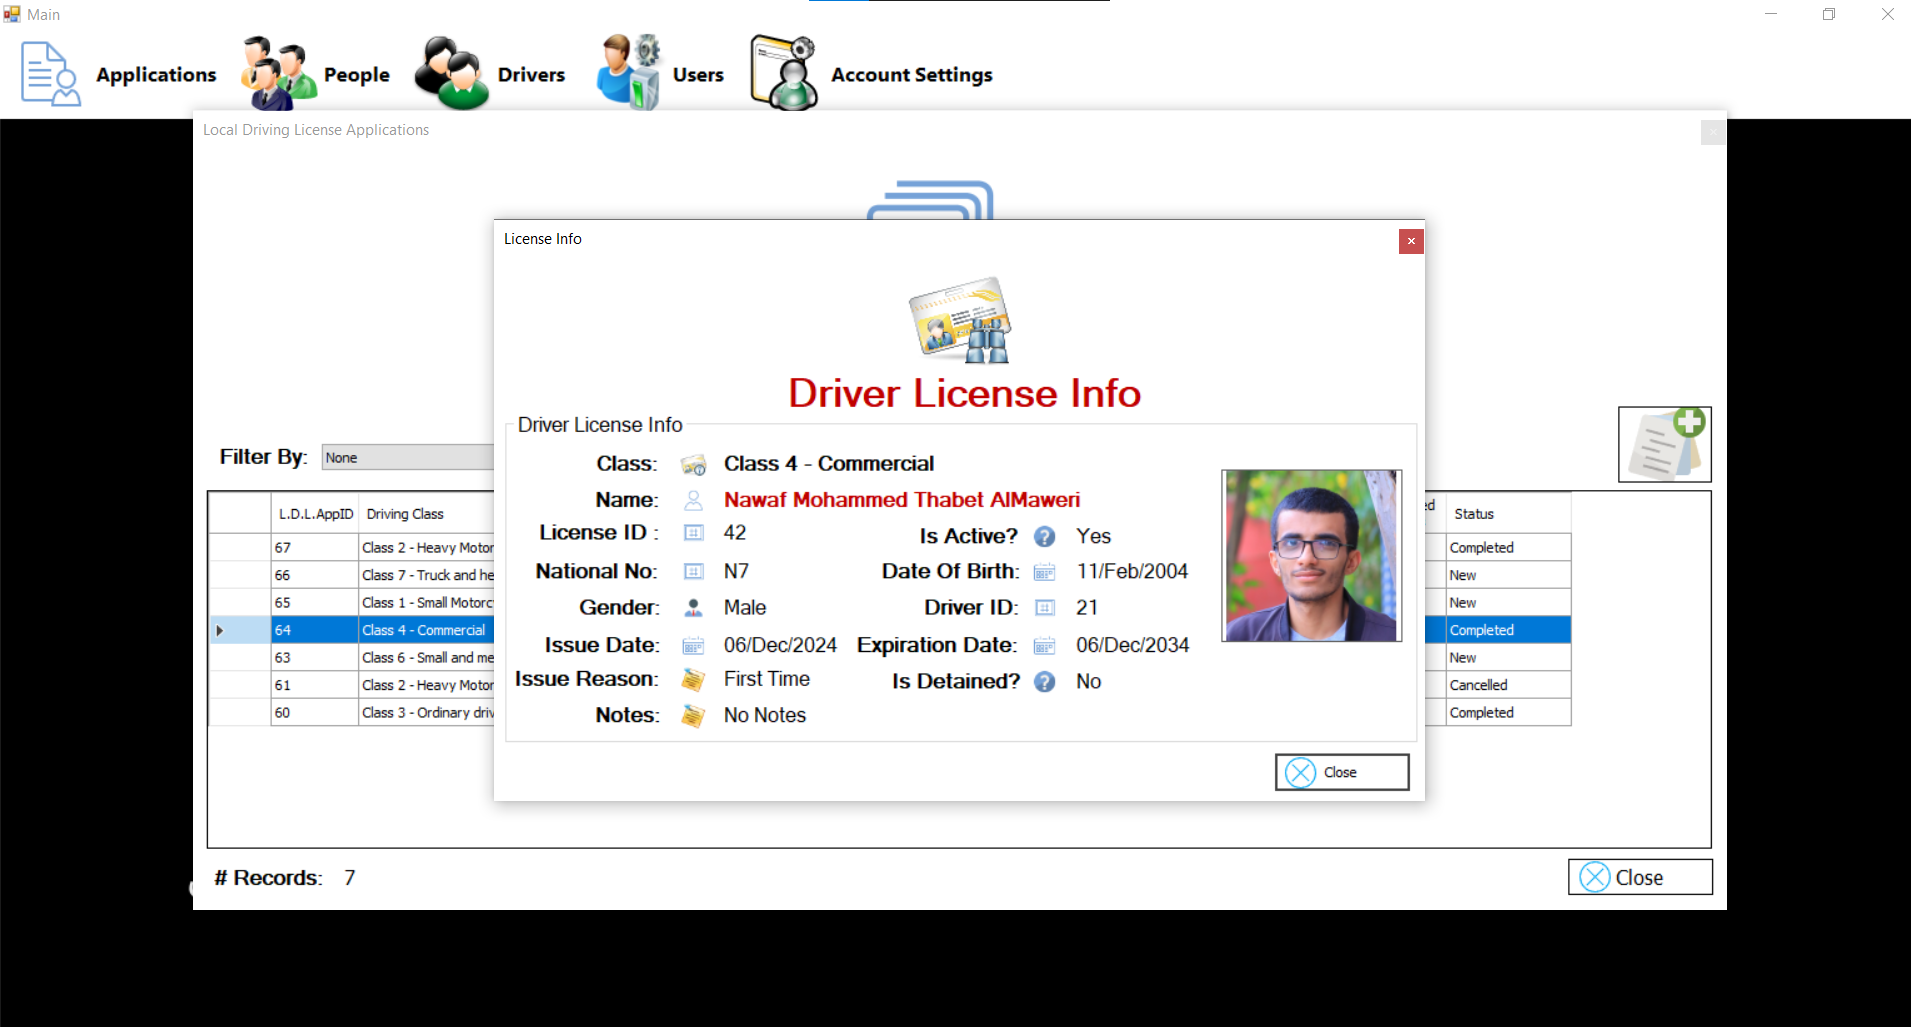 Main
Applications People Drivers Users Account Settings
Local Driving License Applications
License Info
Driver License Info
Driver License Info
Class: Class 4 - Commercial
Name: Nawaf Mohammed Thabet AlMaweri
License ID : 42 Is Active? Yes
National No: N7 Date Of Birth: 11/Feb/2004
Gender: Male Driver ID: 21
Issue Date: 06/Dec/2024 Expiration Date: 06/Dec/2034
Issue Reason: First Time Is Detained? No
Notes: No Notes
Close
Filter By: None
L.D.L.AppID Driving Class ed Status
67 Class 2 - Heavy Motor Completed
66 Class 7 - Truck and he New
65 Class 1 - Small Motorc New
64 Class 4 - Commercial Completed
63 Class 6 - Small and me New
61 Class 2 - Heavy Motor Cancelled
60 Class 3 - Ordinary driv Completed
# Records: 7
Close